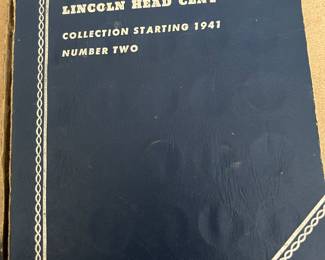 LINCOLN HEAD CENT
COLLECTION STARTING 1941
NUMBER TWO